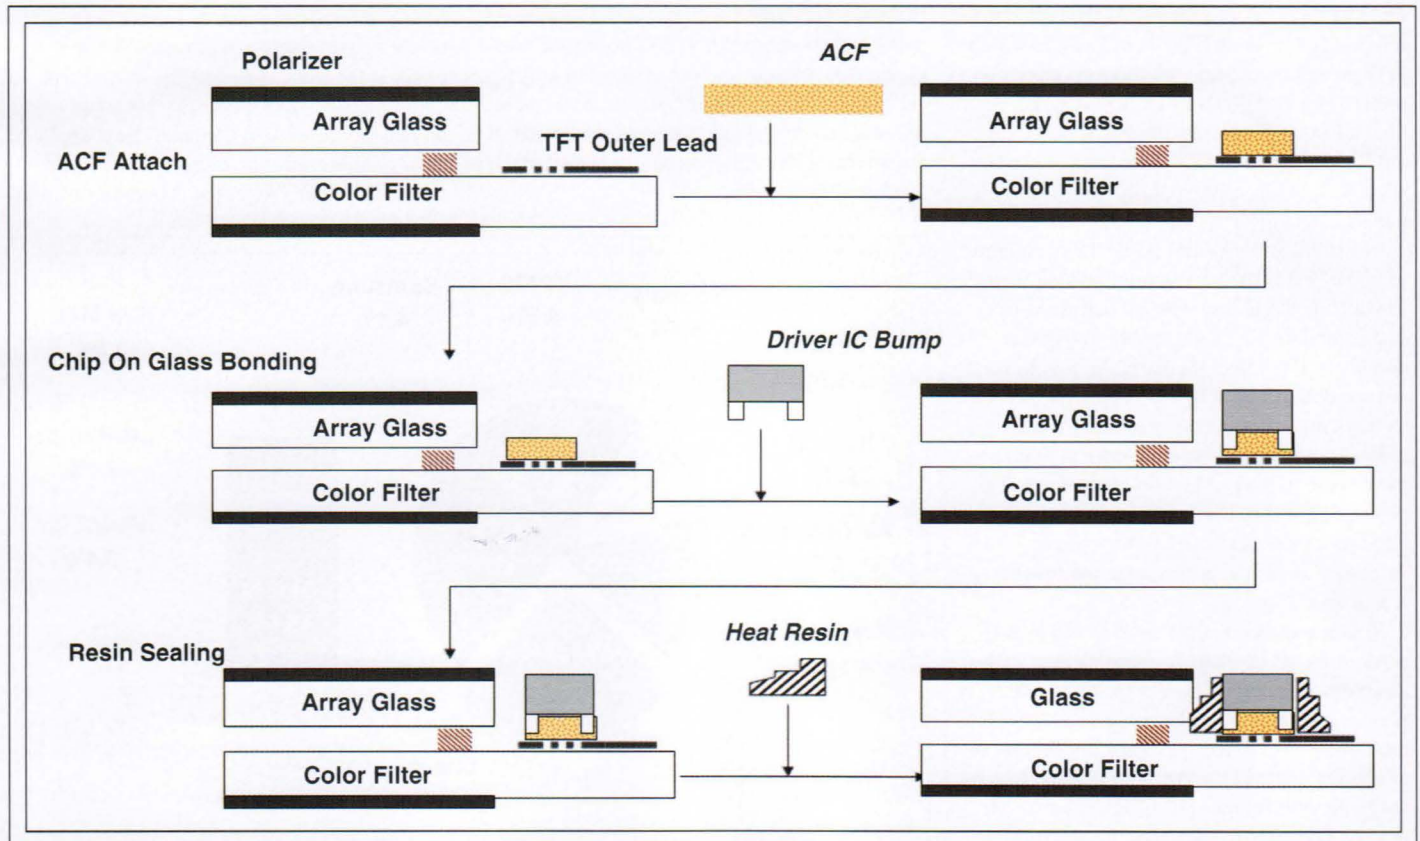 Polarizer
ACF
Array Glass
Array Glass
ACF Attach
TFT Outer Lead
Color Filter
Color Filter
Driver IC Bump
Chip On Glass Bonding
Array Glass
Array Glass
Color Filter
Color Filter
Heat Resin
Resin Sealing
Array Glass
Glass
Color Filter
Color Filter